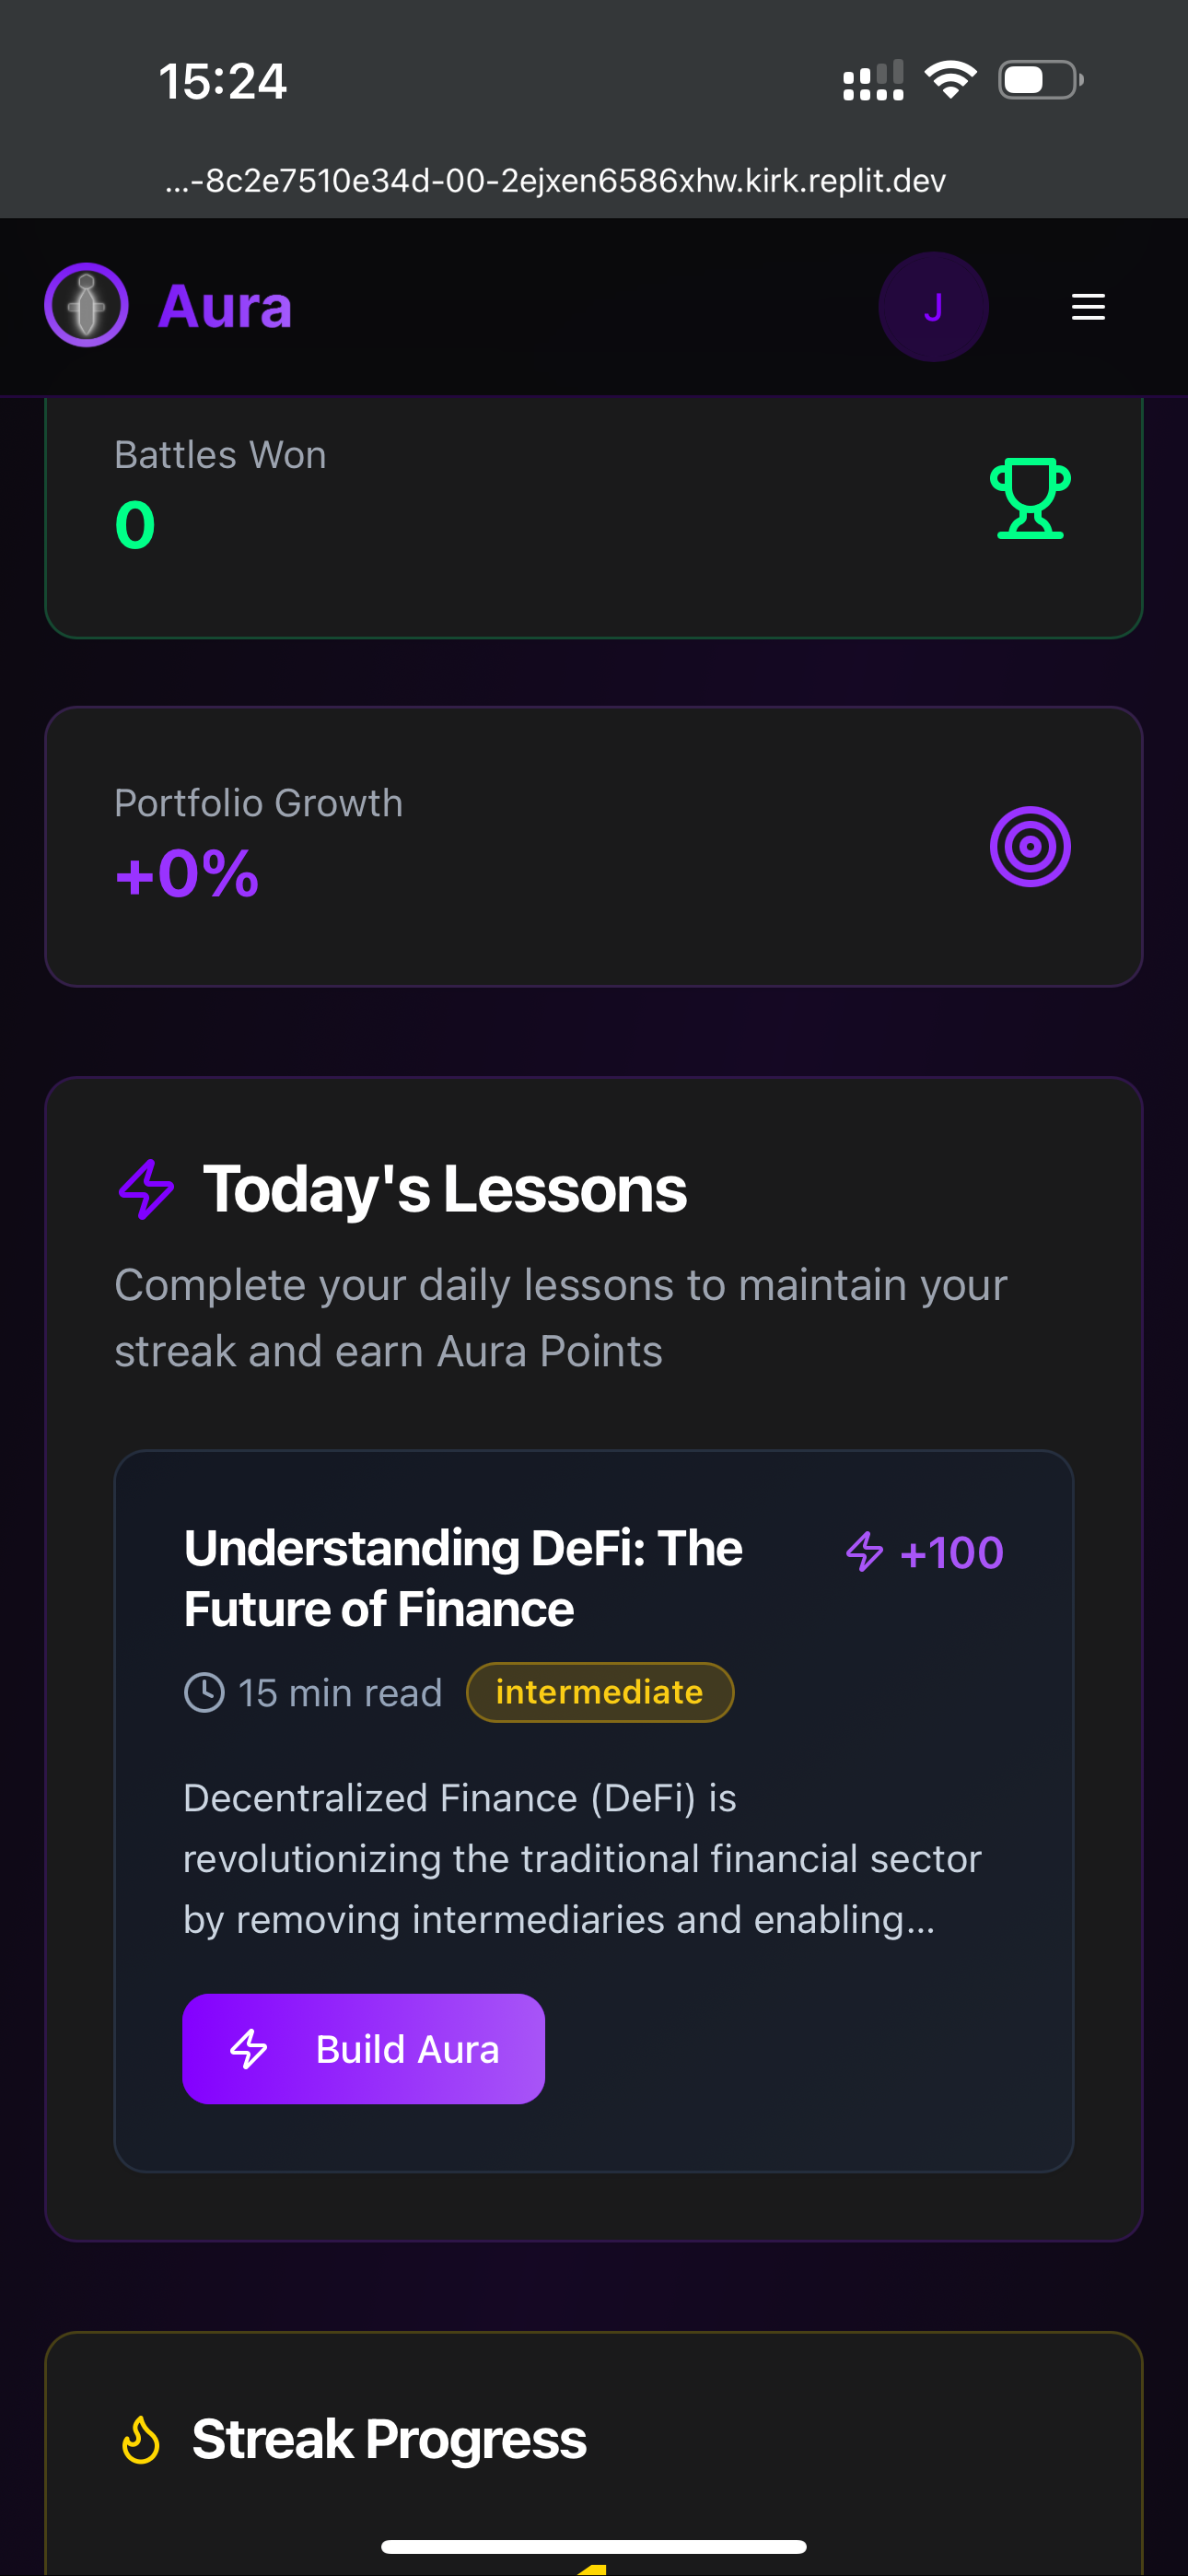 15:24
...-8c2e7510e34d-00-2ejxen6586xhw.kirk.replit.dev
Aura
J
Battles Won
0
Portfolio Growth
+0%
Today's Lessons
Complete your daily lessons to maintain your
streak and earn Aura Points
Understanding DeFi: The
Future of Finance
+100
15 min read
intermediate
Decentralized Finance (DeFi) is
revolutionizing the traditional financial sector
by removing intermediaries and enabling...
Build Aura
Streak Progress